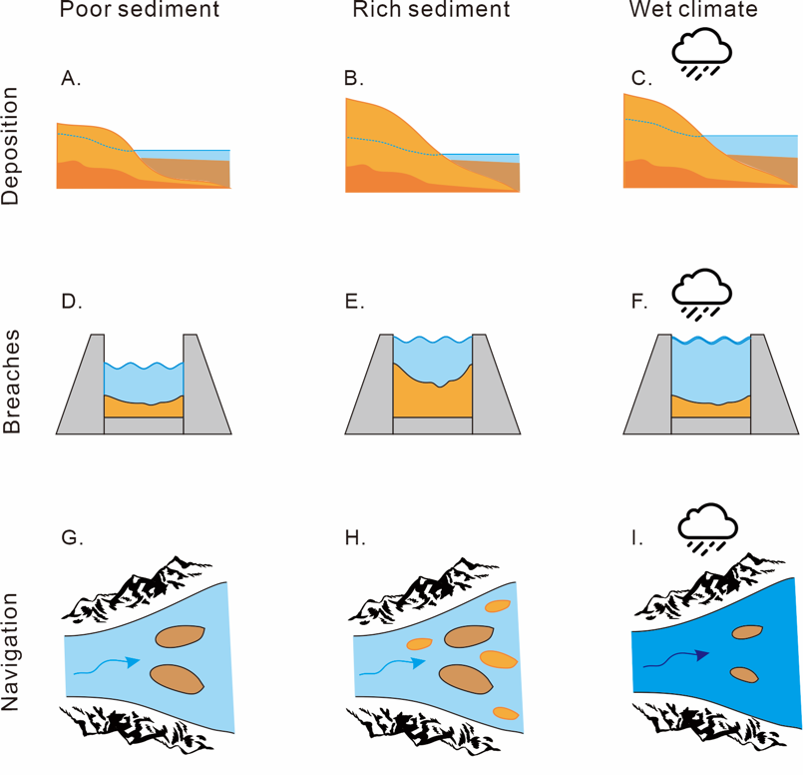 Poor sediment
Rich sediment
Wet climate
Deposition
A.
B.
C.
Breaches
D.
E.
F.
Navigation
G.
H.
I.